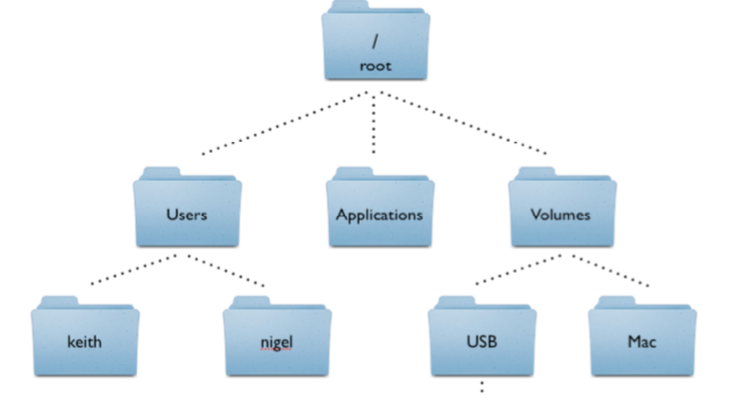 /
root
Users
Applications
Volumes
keith
nigel
USB
Mac